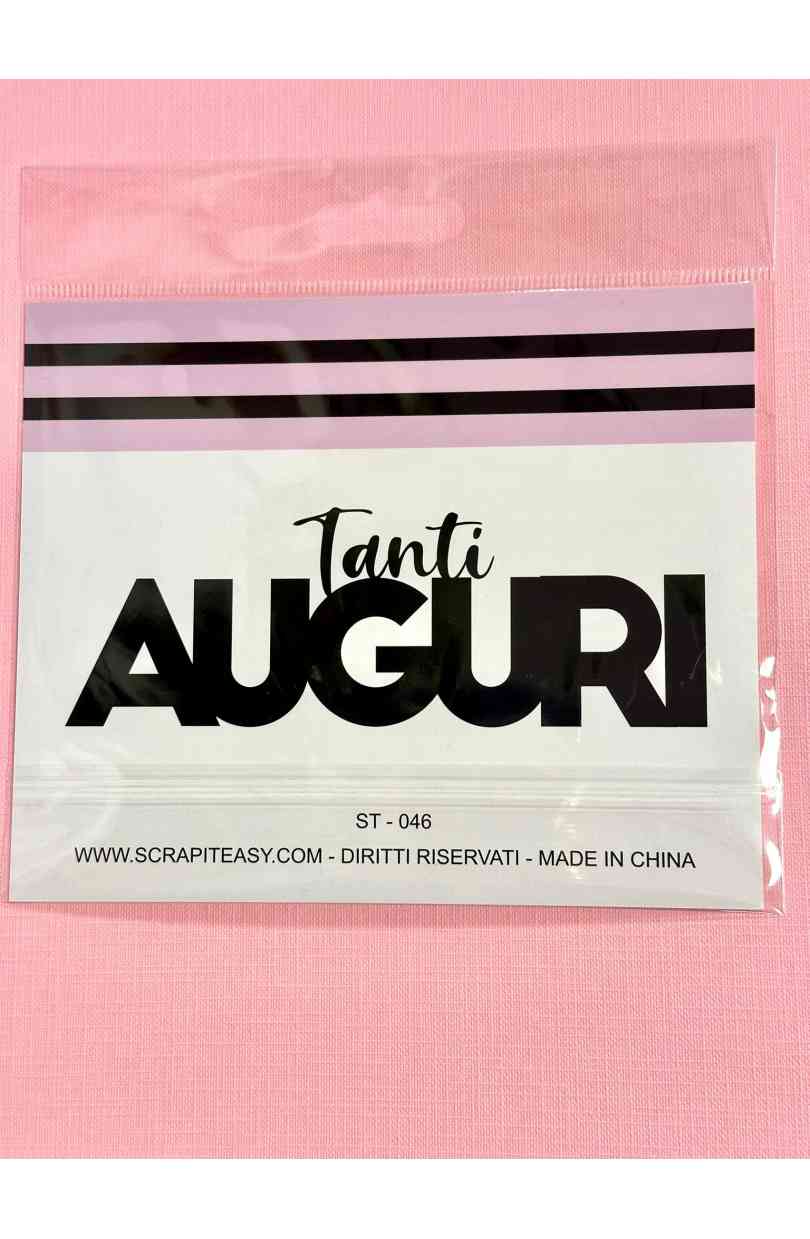 Tanti
AUGURI
ST - 046
WWW.SCRAPITEASY.COM - DIRITTI RISERVATI - MADE IN CHINA